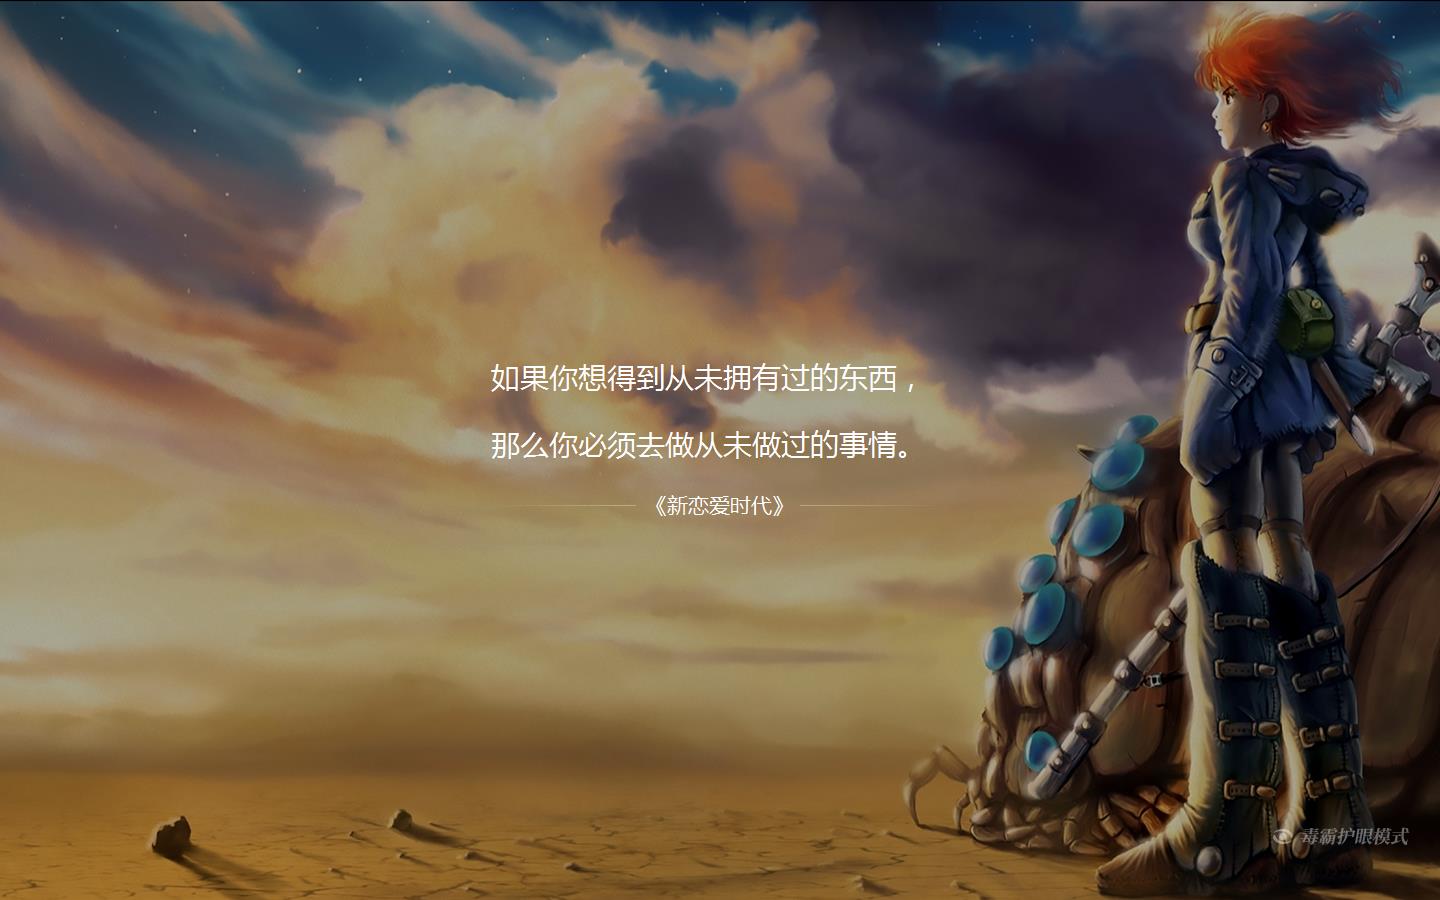 如果你想得到从未拥有过的东西，
那么你必须去做从未做过的事情。
《新恋爱时代》
毒霸护眼模式